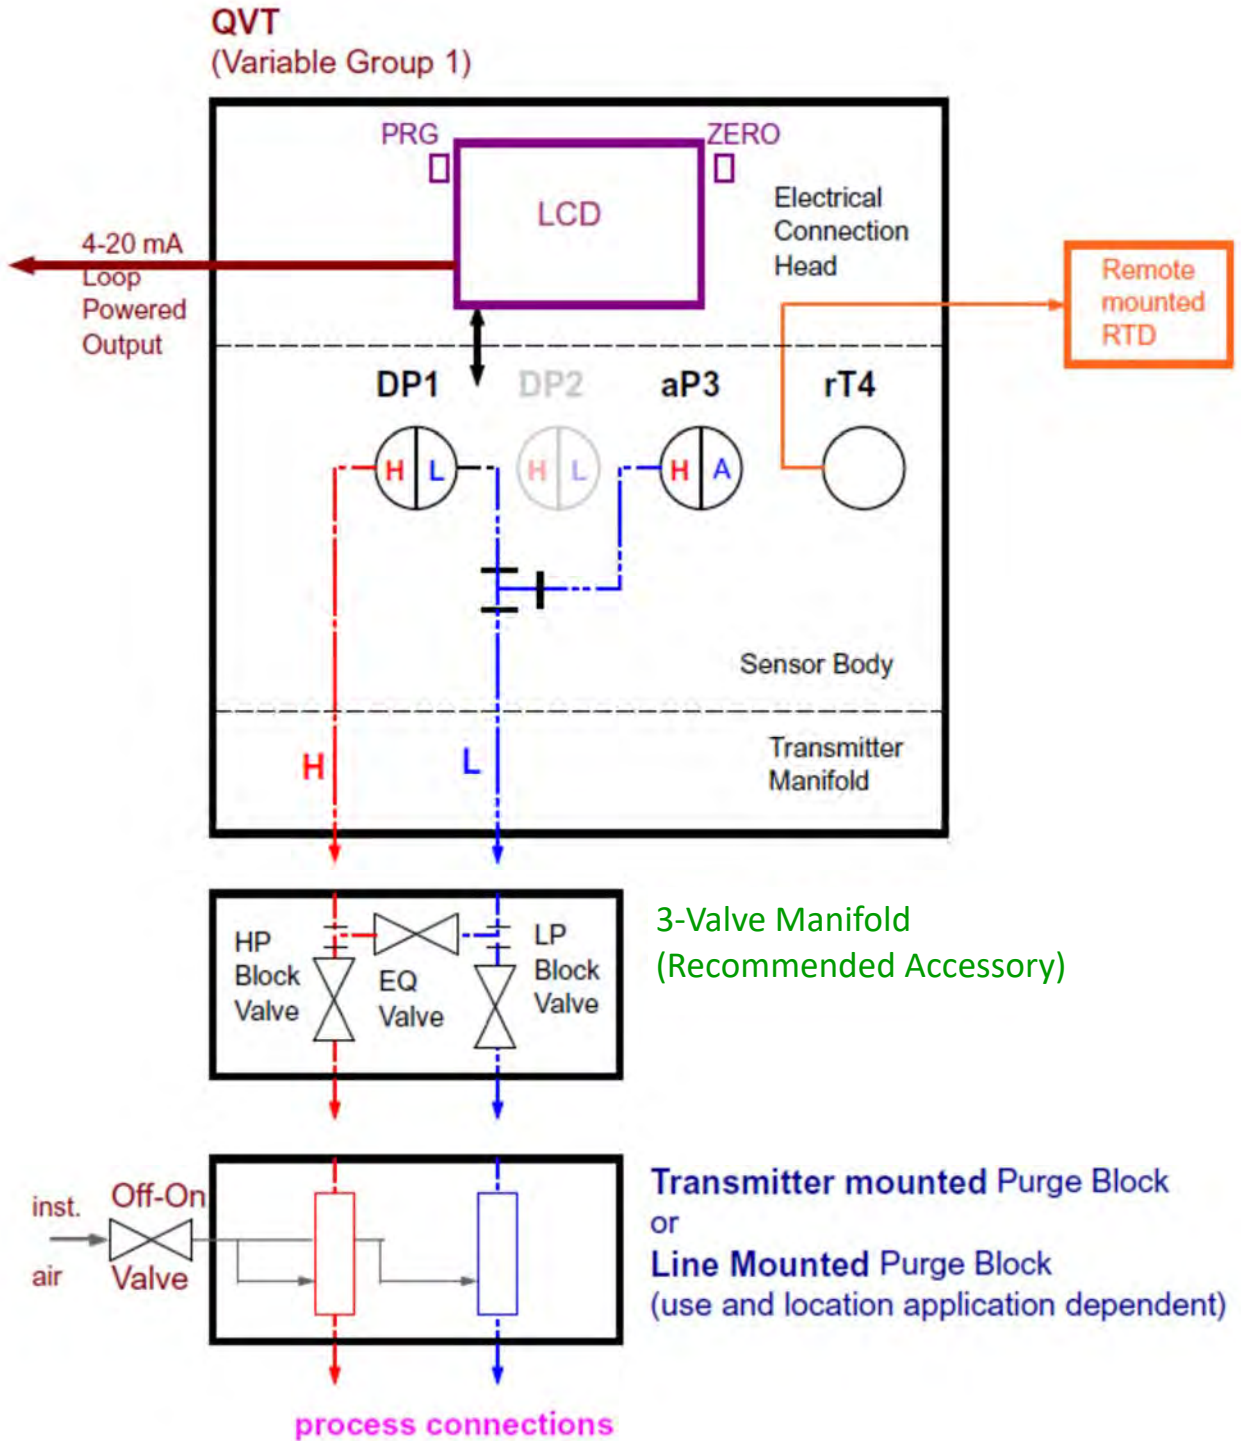 QVT
(Variable Group 1)
PRG
ZERO
LCD
Electrical
Connection
Head
4-20 mA
Loop
Powered
Output
Remote
mounted
RTD
DP1
DP2
aP3
rT4
H L
H L
H A
Sensor Body
Transmitter
Manifold
H
L
3-Valve Manifold
(Recommended Accessory)
HP
Block
Valve
EQ
Valve
LP
Block
Valve
inst.
air
Off-On
Valve
Transmitter mounted Purge Block
or
Line Mounted Purge Block
(use and location application dependent)
process connections